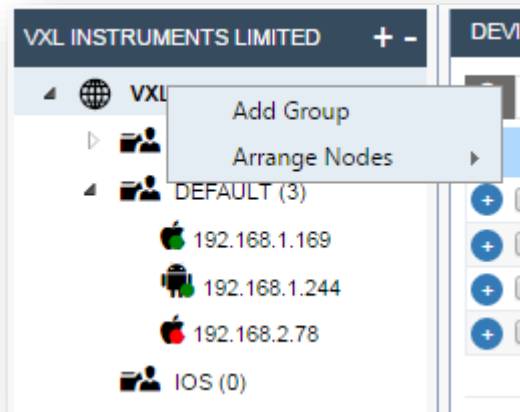 VXL INSTRUMENTS LIMITED + -
DEVI
VXL
Add Group
Arrange Nodes
DEFAULT (3)
192.168.1.169
192.168.1.244
192.168.2.78
IOS (0)